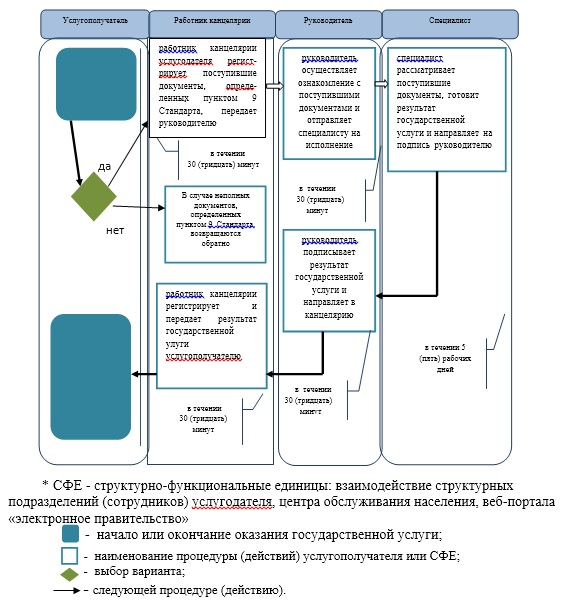 Услугополучатель
Работник канцелярии
Руководитель
Специалист
работник канцелярии
услугодателя регист-
рирует поступившие
документы, опреде-
ленных пунктом 9
Стандарта, передает
руководителю
руководитель
осуществляет
ознакомление с
поступившими
документами и
отправляет
специалисту на
исполнение
специалист
рассматривает
поступившие
документы, готовит
результат
государственной
услуги и направляет на
подпись руководителю
да
нет
в течении
30 (тридцать)
минут
В случае неполных
документов,
определенных
пунктом 9 Стандарта,
возвращаются
обратно
в течении
30 (тридцать)
минут
руководитель
подписывает
результат
государственной
услуги и
направляет в
канцелярию
работник канцелярии
регистрирует и
передает результат
государственной
улуги
услугополучателю
в течении 5
(пять) рабочих
дней
в течении
30 (тридцать)
минут
в течении
30 (тридцать)
минут
* СФЕ - структурно-функциональные единицы: взаимодействие структурных
подразделений (сотрудников) услугодателя, центра обслуживания населения, веб-портала
«электронное правительство»
- начало или окончание оказания государственной услуги;
- наименование процедуры (действий) услугополучателя или СФЕ;
- выбор варианта;
- следующей процедуре (действию).